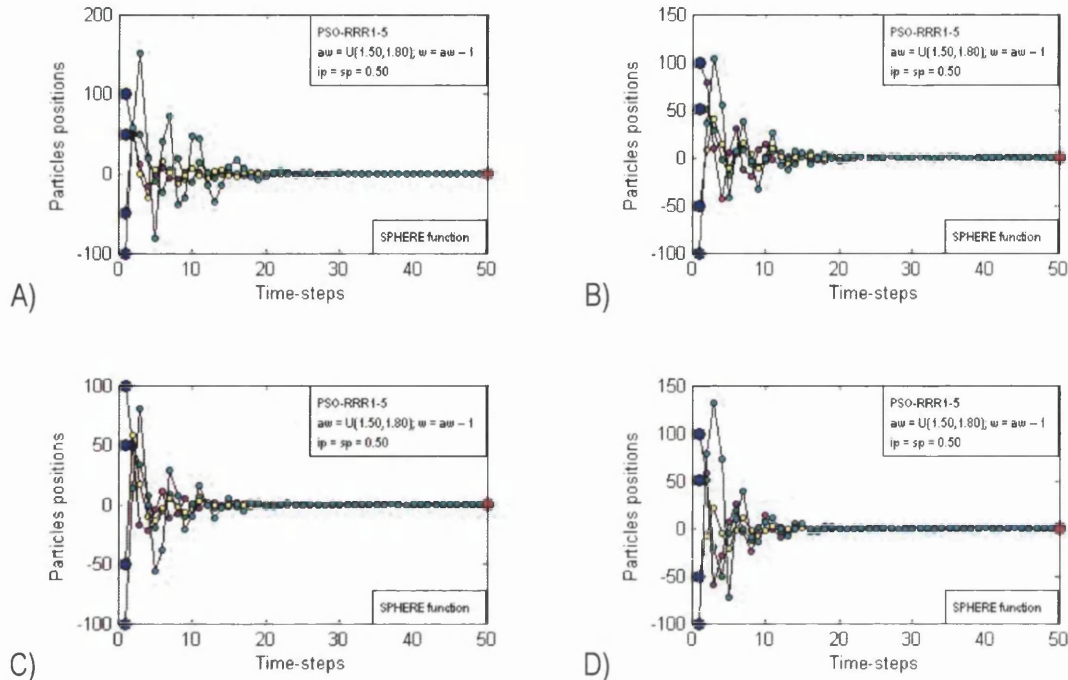 200
100
0
-100
0
10
20
30
40
50
Particles positions
Time-steps
PSO-RRR1-5
aw = U(1.50,1.80); w = aw – 1
ip = sp = 0.50
SPHERE function
A)
150
100
50
0
-50
-100
0
10
20
30
40
50
Particles positions
Time-steps
PSO-RRR1-5
aw = U(1.50,1.80); w = aw – 1
ip = sp = 0.50
SPHERE function
B)
100
50
0
-50
-100
0
10
20
30
40
50
Particles positions
Time-steps
PSO-RRR1-5
aw = U(1.50,1.80); w = aw – 1
ip = sp = 0.50
SPHERE function
C)
150
100
50
0
-50
-100
0
10
20
30
40
50
Particles positions
Time-steps
PSO-RRR1-5
aw = U(1.50,1.80); w = aw – 1
ip = sp = 0.50
SPHERE function
D)